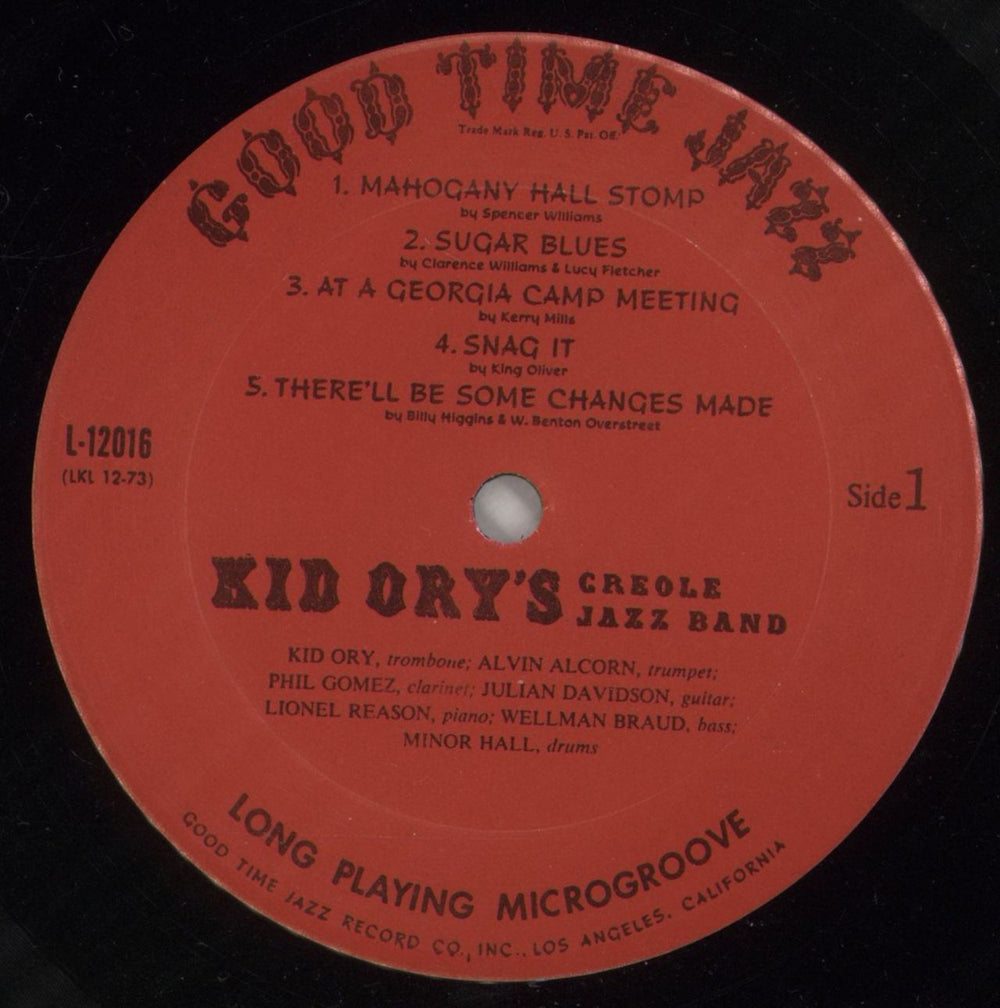 GOOD TIME JAZZ
Trade Mark Reg. U. S. Pat. Off.
1. MAHOGANY HALL STOMP
by Spencer Williams
2. SUGAR BLUES
by Clarence Williams & Lucy Fletcher
3. AT A GEORGIA CAMP MEETING
by Kerry Mills
4. SNAG IT
by King Oliver
5. THERE'LL BE SOME CHANGES MADE
by Billy Higgins & W. Benton Overstreet
L-12016
(LKL 12-73)
Side 1
KID ORY'S CREOLE
JAZZ BAND
KID ORY, trombone; ALVIN ALCORN, trumpet;
PHIL GOMEZ, clarinet; JULIAN DAVIDSON, guitar;
LIONEL REASON, piano; WELLMAN BRAUD, bass;
MINOR HALL, drums
LONG PLAYING MICROGROOVE
GOOD TIME JAZZ RECORD CO., INC., LOS ANGELES, CALIFORNIA